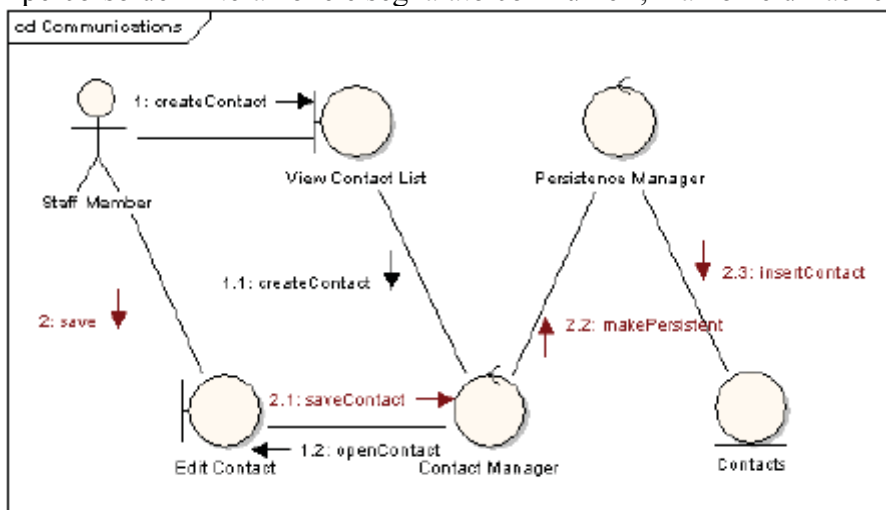 cd Communications
1: createContact
View Contact List
Persistence Manager
Staff Member
1.1: createContact
2.3: insertContact
2: save
2.2: makePersistent
2.1: saveContact
1.2: openContact
Edit Contact
Contact Manager
Contacts